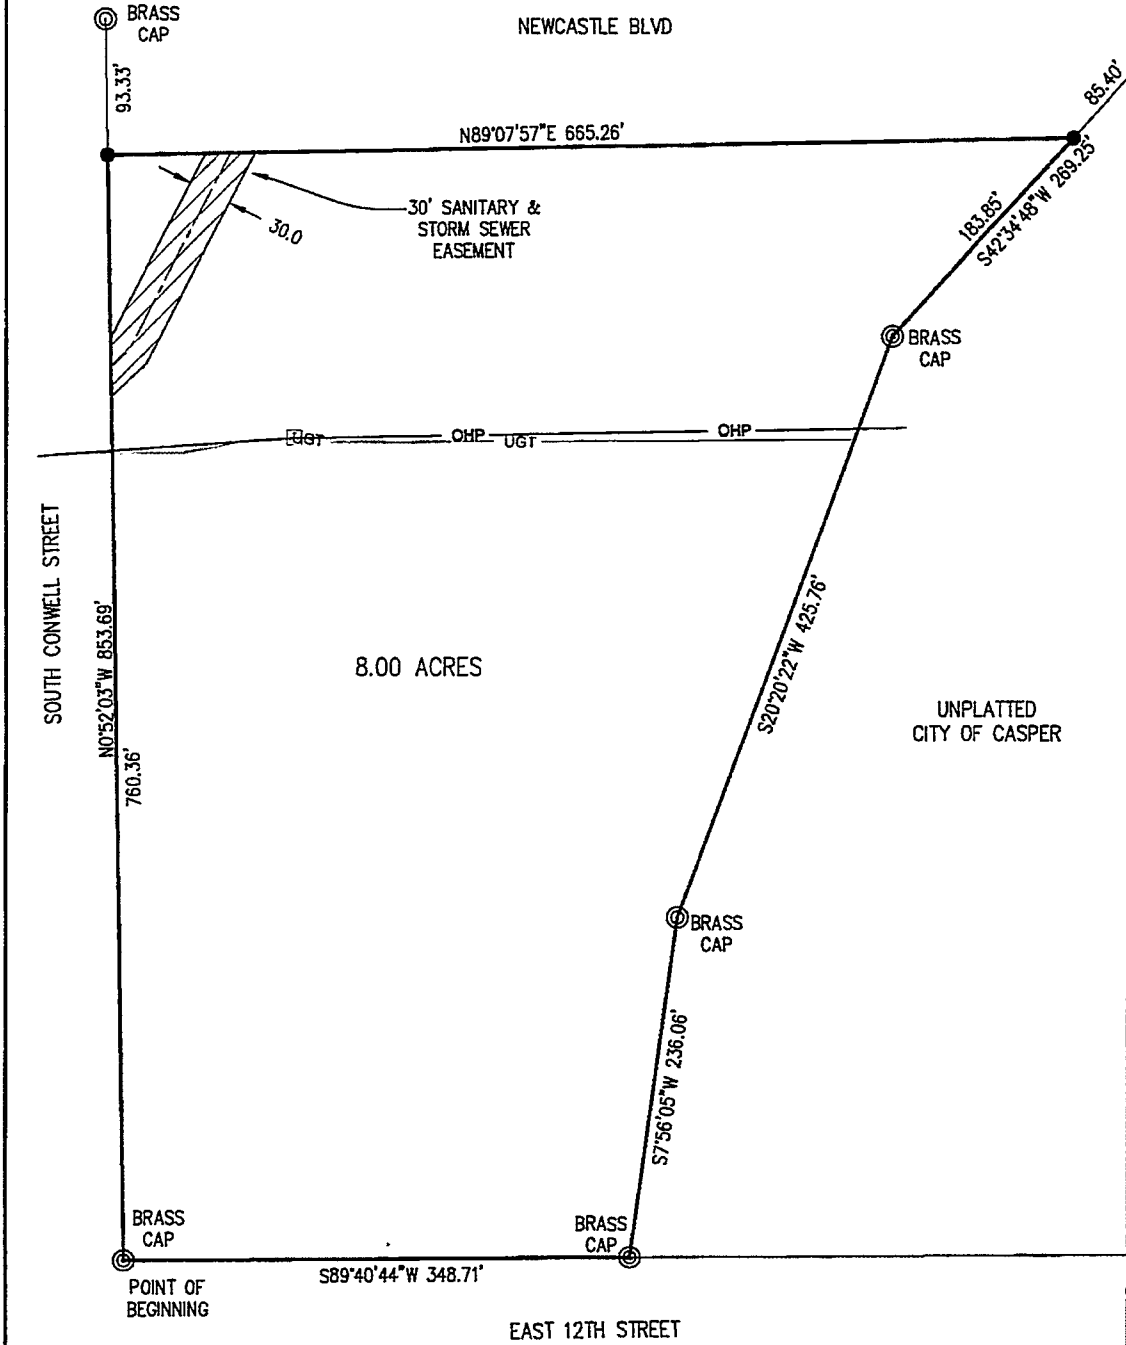 BRASS
CAP
NEWCASTLE BLVD
93.33'
85.40'
N89°07'57"E 665.26'
183.85'
S42°34'48"W 269.25'
30' SANITARY &
STORM SEWER
EASEMENT
30.0
BRASS
CAP
UGT
OHP
UGT
OHP
SOUTH CONWELL STREET
N0°52'03"W 853.69'
760.36'
8.00 ACRES
S20°20'22"W 425.76'
UNPLATTED
CITY OF CASPER
BRASS
CAP
S7°56'05"W 236.06'
BRASS
CAP
BRASS
CAP
S89°40'44"W 348.71'
POINT OF
BEGINNING
EAST 12TH STREET